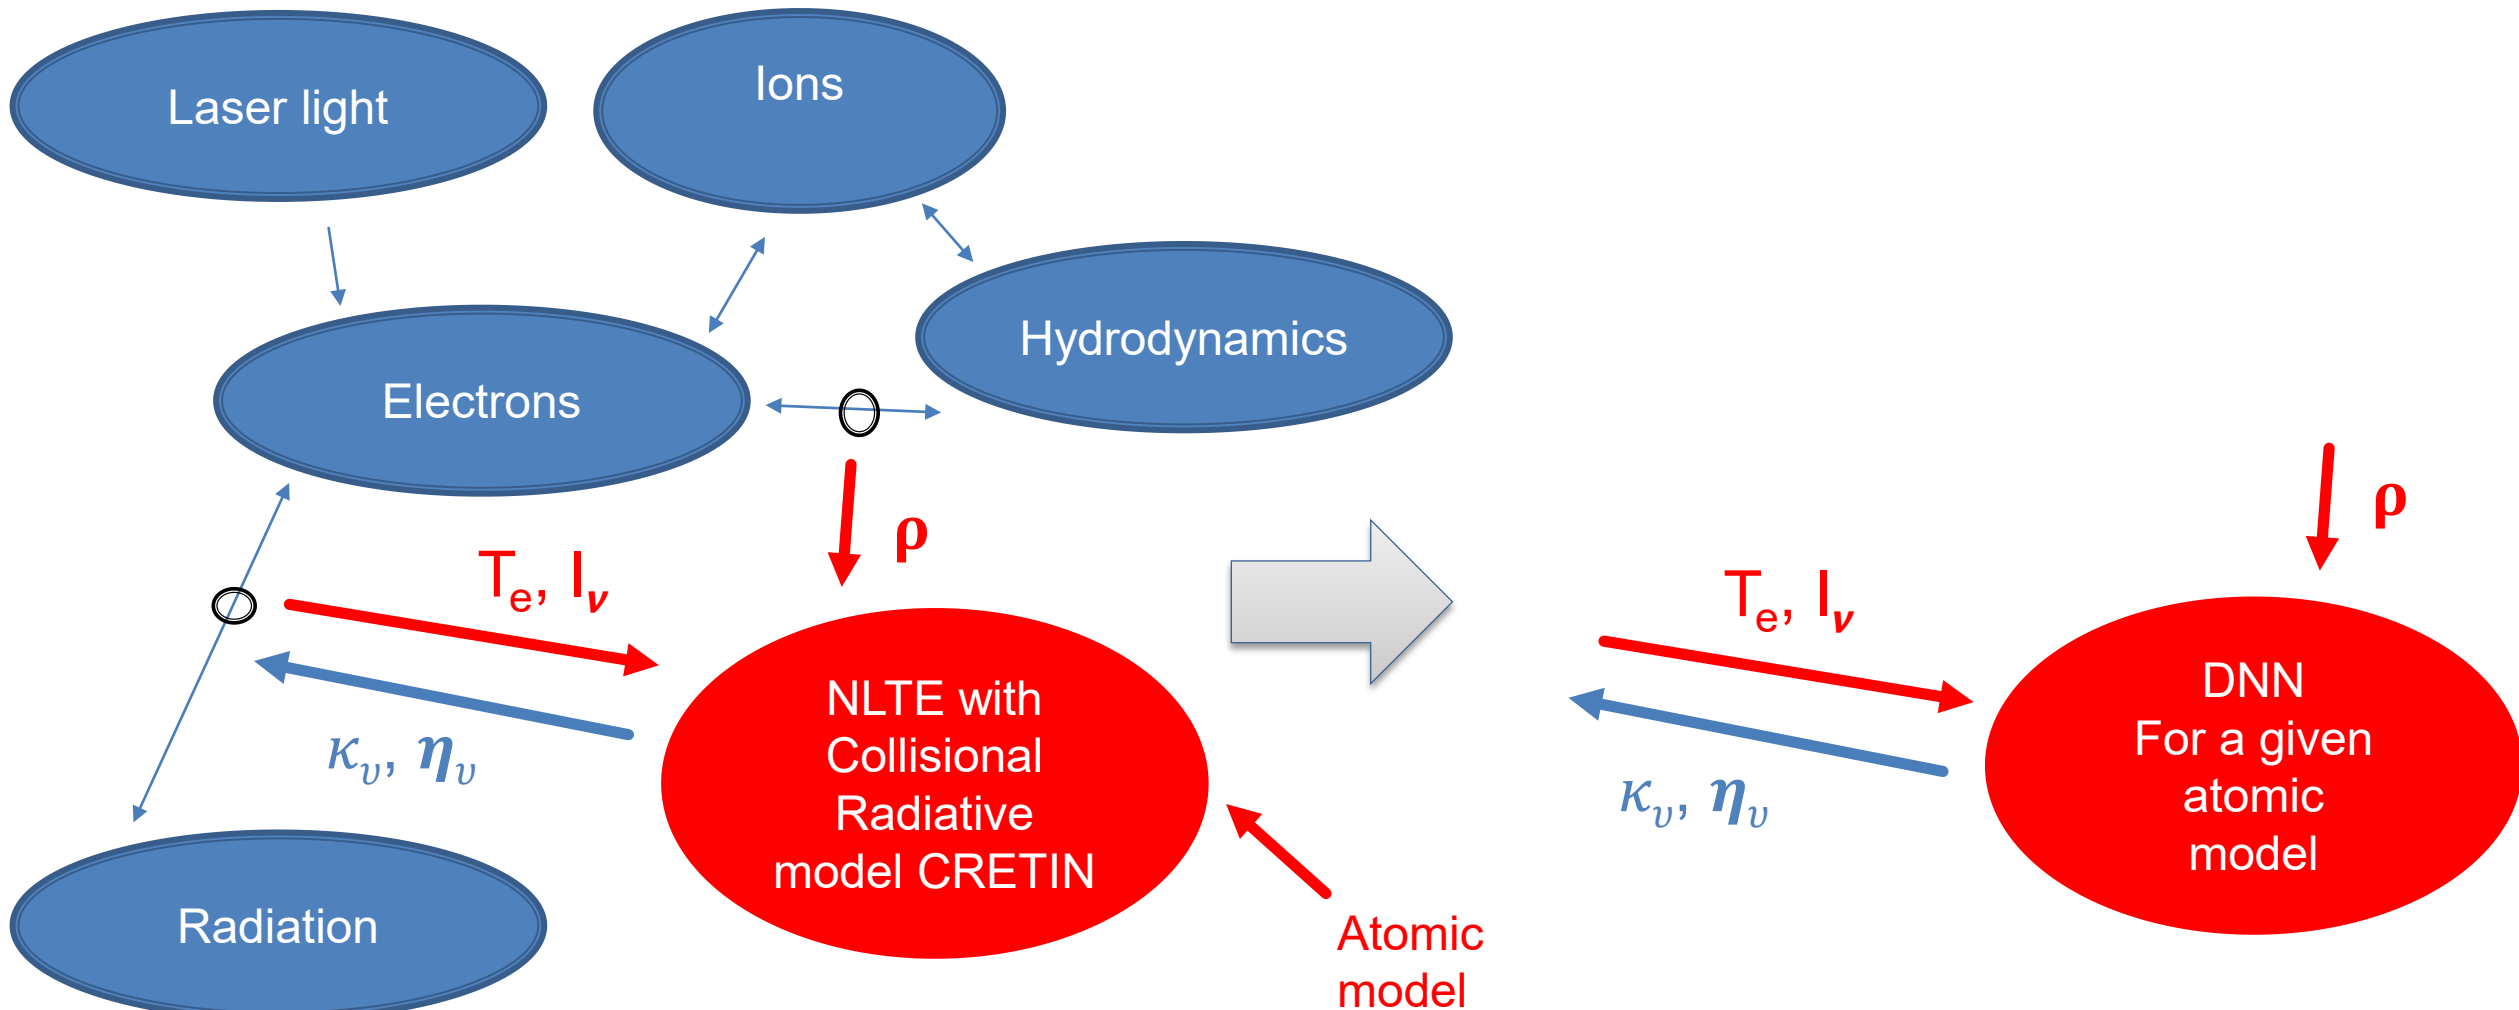 Laser light
Ions
Hydrodynamics
Electrons
ρ
Tₑ, Iᵥ
κᵥ, ηᵥ
NLTE with
Collisional
Radiative
model CRETIN
Radiation
Atomic
model
ρ
Tₑ, Iᵥ
κᵥ, ηᵥ
DNN
For a given
atomic
model